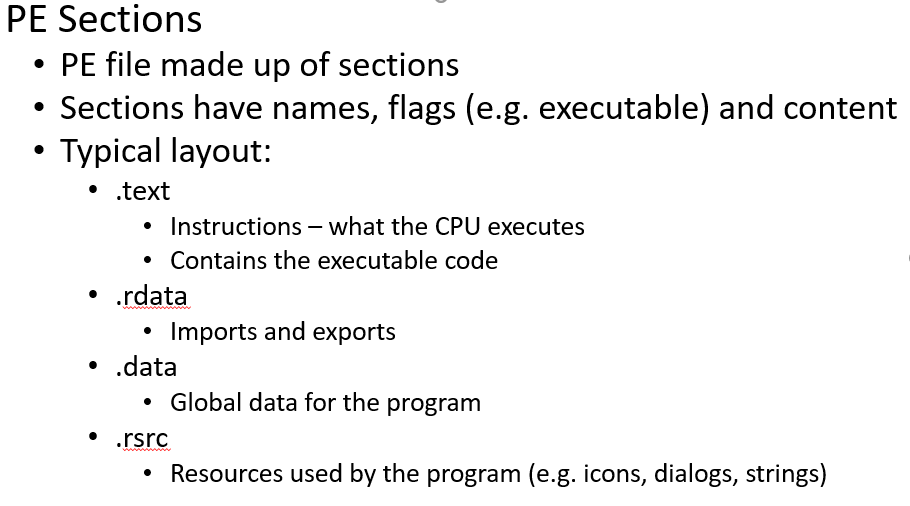 PE Sections
• PE file made up of sections
• Sections have names, flags (e.g. executable) and content
• Typical layout:
• .text
• Instructions – what the CPU executes
• Contains the executable code
• .rdata
• Imports and exports
• .data
• Global data for the program
• .rsrc
• Resources used by the program (e.g. icons, dialogs, strings)